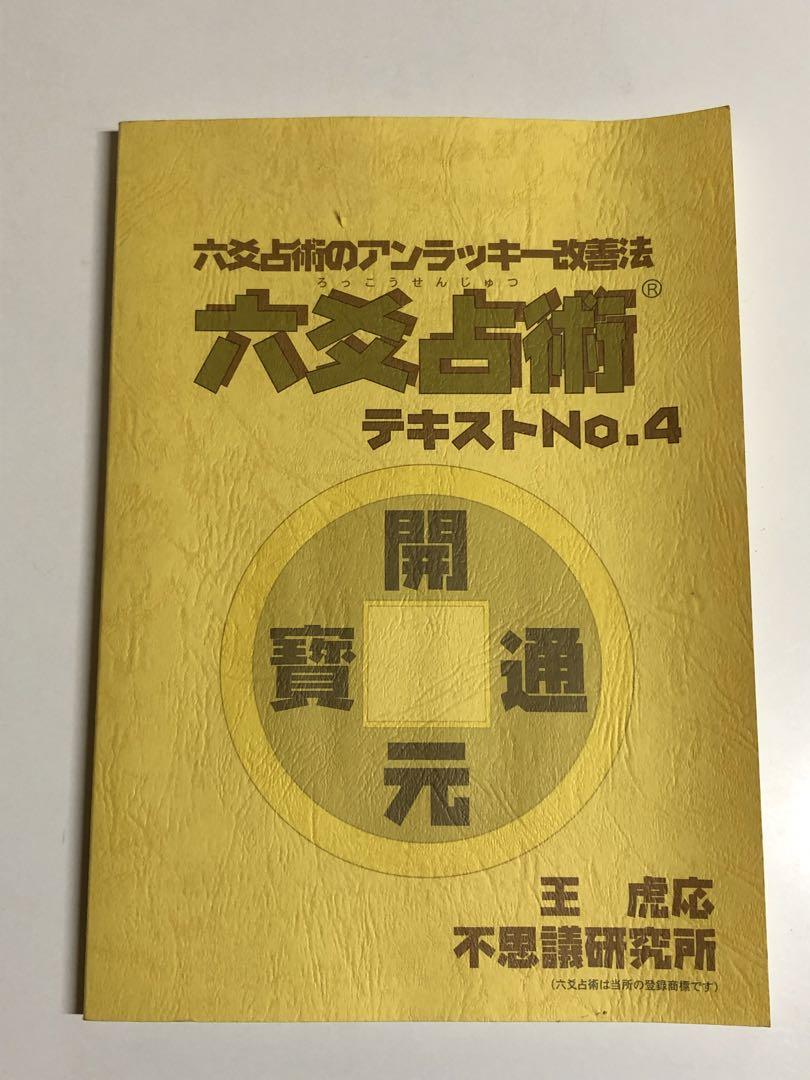 六爻占術のアンラッキー改善法
ろっこうせんじゅつ
六爻占術®
テキストNo.4
開
寶 通
元
王 虎応
不思議研究所
(六爻占術は当所の登録商標です)